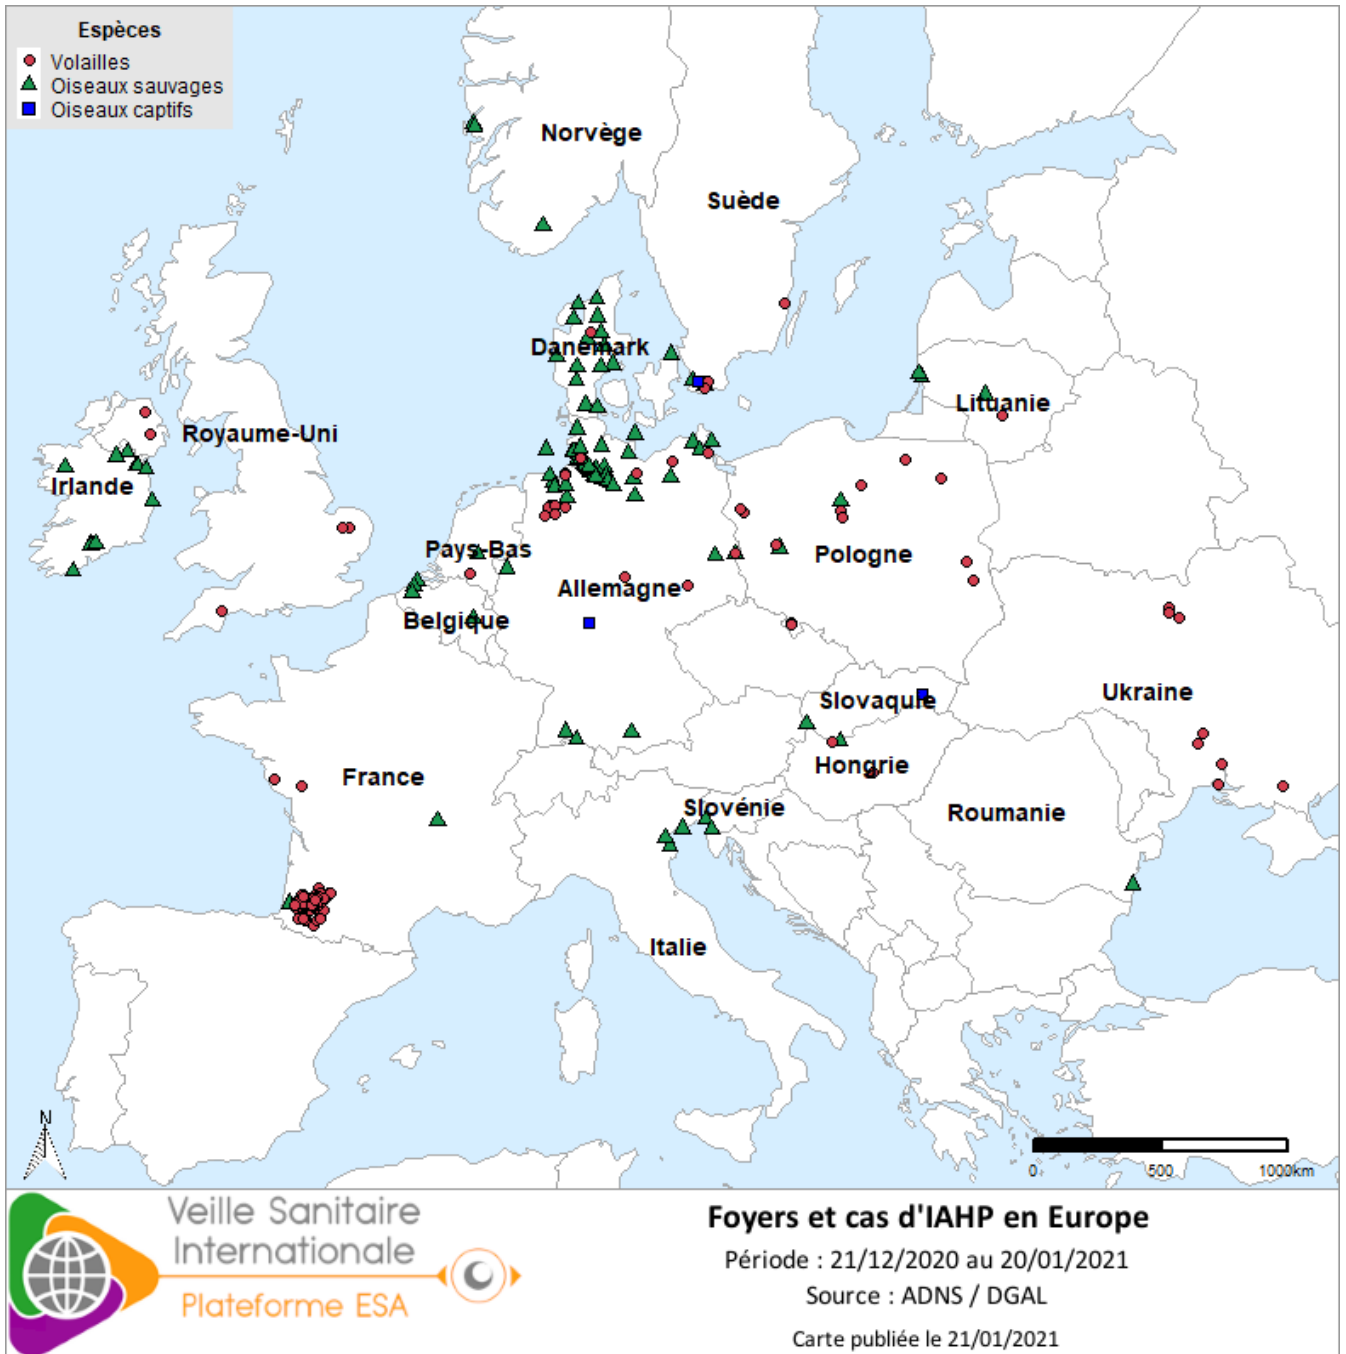 Espèces
Volailles
Oiseaux sauvages
Oiseaux captifs
Norvège
Suède
Danemark
Lituanie
Royaume-Uni
Irlande
Pays-Bas
Pologne
Allemagne
Belgique
Ukraine
Slovaquie
Hongrie
France
Slovénie
Roumanie
Italie
N
0 500 1000km
Veille Sanitaire
Internationale
Plateforme ESA
Foyers et cas d'IAHP en Europe
Période : 21/12/2020 au 20/01/2021
Source : ADNS / DGAL
Carte publiée le 21/01/2021